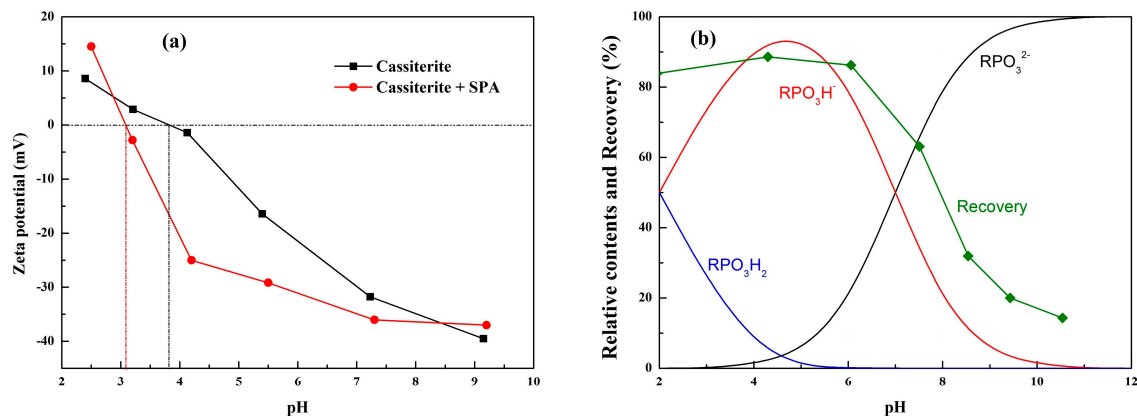 (a)
Cassiterite
Cassiterite + SPA
Zeta potential (mV)
20
10
0
-10
-20
-30
-40
2 3 4 5 6 7 8 9 10
pH
(b)
RPO₃²⁻
RPO₃H⁻
Recovery
RPO₃H₂
Relative contents and Recovery (%)
100
80
60
40
20
0
2 4 6 8 10 12
pH